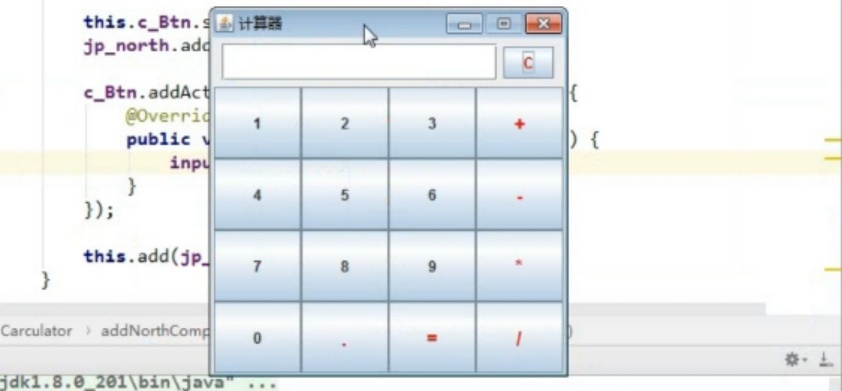 this.c_Btn.s
计算器
jp_north.add
C
c_Btn.addAct
{
@Overrid
public v
) {
inpu
}
});
this.add(jp_
}
1 2 3 +
4 5 6 -
7 8 9 *
0 . = /
Carculator > addNorthComp
)
jdk1.8.0_201\bin\java" ...